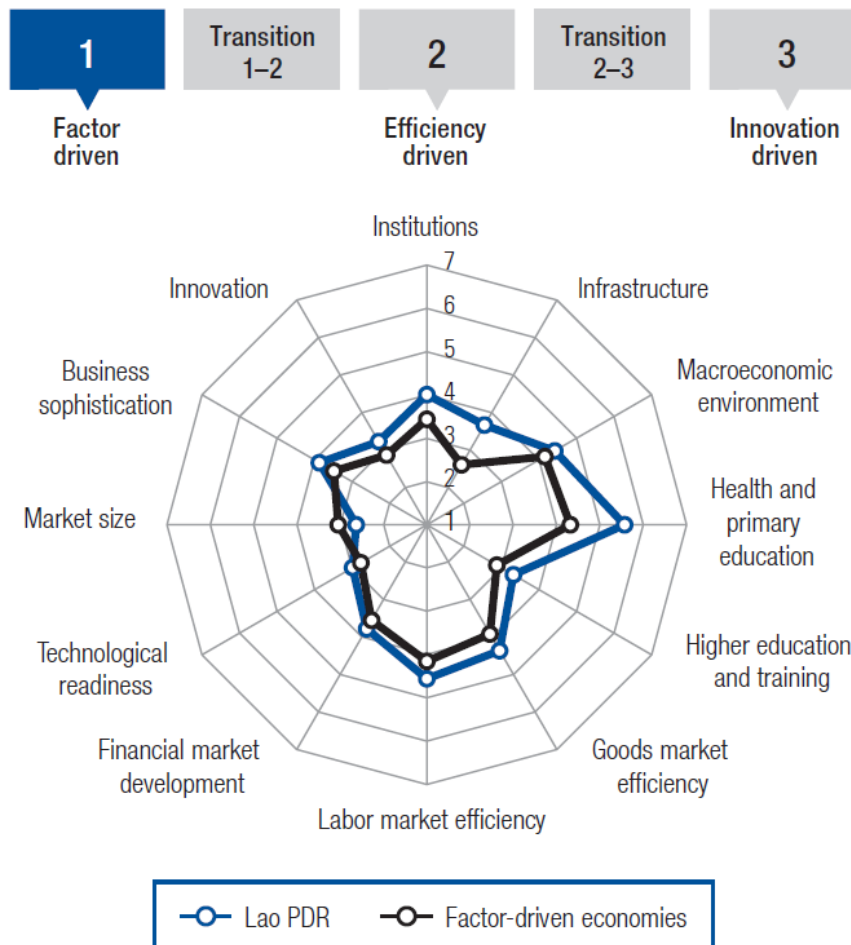 1
Transition
1–2
2
Transition
2–3
3
Factor
driven
Efficiency
driven
Innovation
driven
Institutions
7
Innovation
Infrastructure
6
5
Business
sophistication
Macroeconomic
environment
4
3
2
Market size
1
Health and
primary
education
Technological
readiness
Higher education
and training
Financial market
development
Goods market
efficiency
Labor market efficiency
Lao PDR
Factor-driven economies